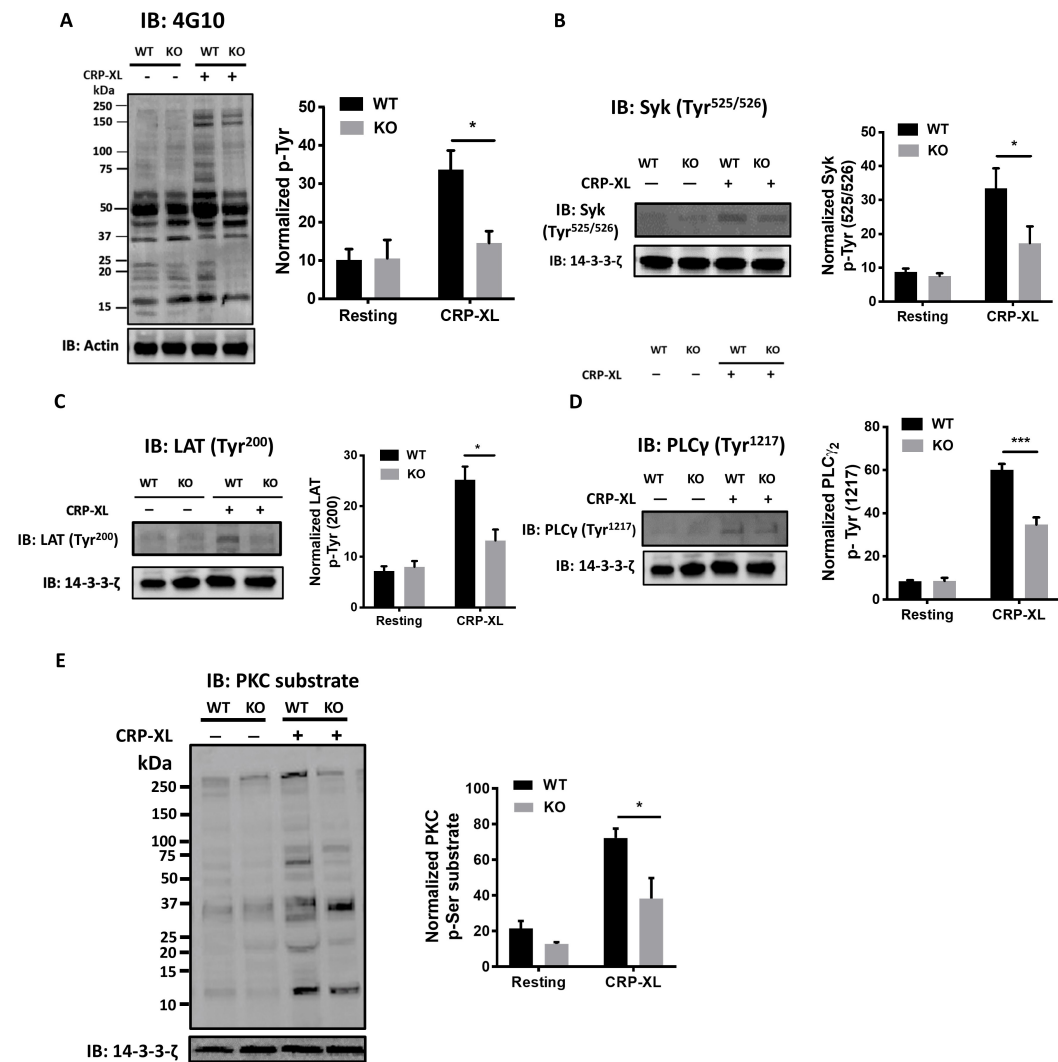 A
IB: 4G10
WT KO WT KO
CRP-XL - - + +
kDa
250
150
100
75
50
37
25
20
15
IB: Actin
WT
KO
Normalized p-Tyr
50
40
30
20
10
0
*
Resting CRP-XL
B
IB: Syk (Tyr525/526)
WT KO WT KO
CRP-XL — — + +
IB: Syk
(Tyr525/526)
IB: 14-3-3-ζ
WT
KO
Normalized Syk
p-Tyr (525/526)
50
40
30
20
10
0
*
Resting CRP-XL
WT KO WT KO
CRP-XL – – + +
C
IB: LAT (Tyr200)
WT KO WT KO
CRP-XL – – + +
IB: LAT (Tyr200)
IB: 14-3-3-ζ
WT
KO
Normalized LAT
p-Tyr (200)
30
20
10
0
*
Resting CRP-XL
D
IB: PLCγ (Tyr1217)
WT KO WT KO
CRP-XL — — + +
IB: PLCγ (Tyr1217)
IB: 14-3-3-ζ
WT
KO
Normalized PLCγ2
p- Tyr (1217)
80
60
40
20
0
***
Resting CRP-XL
E
IB: PKC substrate
WT KO WT KO
CRP-XL – – + +
kDa
250
150
100
75
50
37
25
20
15
10
IB: 14-3-3-ζ
WT
KO
Normalized PKC
p-Ser substrate
100
80
60
40
20
0
*
Resting CRP-XL